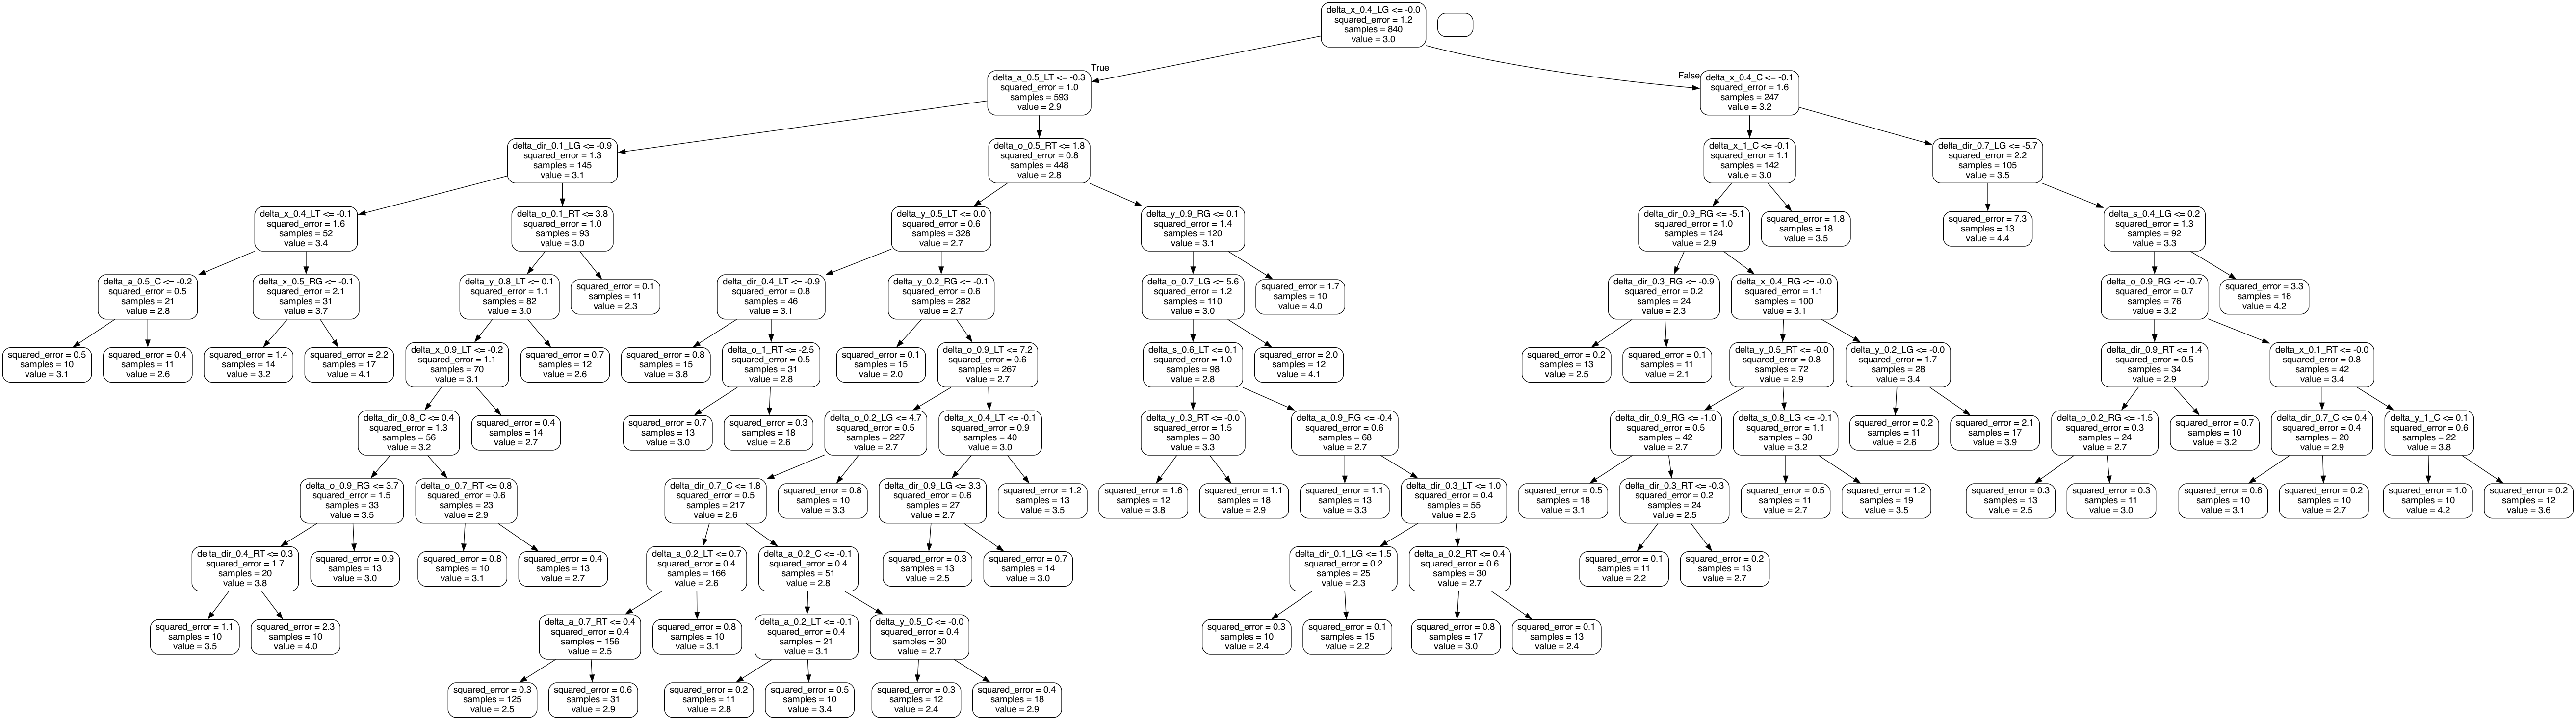 delta_x_0.4_LG <= -0.0
squared_error = 1.2
samples = 840
value = 3.0
True
False
delta_a_0.5_LT <= -0.3
squared_error = 1.0
samples = 593
value = 2.9
delta_x_0.4_C <= -0.1
squared_error = 1.6
samples = 247
value = 3.2
delta_dir_0.1_LG <= -0.9
squared_error = 1.3
samples = 145
value = 3.1
delta_o_0.5_RT <= 1.8
squared_error = 0.8
samples = 448
value = 2.8
delta_x_1_C <= -0.1
squared_error = 1.1
samples = 142
value = 3.0
delta_dir_0.7_LG <= -5.7
squared_error = 2.2
samples = 105
value = 3.5
delta_x_0.4_LT <= -0.1
squared_error = 1.6
samples = 52
value = 3.4
delta_o_0.1_RT <= 3.8
squared_error = 1.0
samples = 93
value = 3.0
delta_y_0.5_LT <= 0.0
squared_error = 0.6
samples = 328
value = 2.7
delta_y_0.9_RG <= 0.1
squared_error = 1.4
samples = 120
value = 3.1
delta_dir_0.9_RG <= -5.1
squared_error = 1.0
samples = 124
value = 2.9
squared_error = 1.8
samples = 18
value = 3.5
squared_error = 7.3
samples = 13
value = 4.4
delta_s_0.4_LG <= 0.2
squared_error = 1.3
samples = 92
value = 3.3
delta_a_0.5_C <= -0.2
squared_error = 0.5
samples = 21
value = 2.8
delta_x_0.5_RG <= -0.1
squared_error = 2.1
samples = 31
value = 3.7
delta_y_0.8_LT <= 0.1
squared_error = 1.1
samples = 82
value = 3.0
squared_error = 0.1
samples = 11
value = 2.3
delta_dir_0.4_LT <= -0.9
squared_error = 0.8
samples = 46
value = 3.1
delta_y_0.2_RG <= -0.1
squared_error = 0.6
samples = 282
value = 2.7
delta_o_0.7_LG <= 5.6
squared_error = 1.2
samples = 110
value = 3.0
squared_error = 1.7
samples = 10
value = 4.0
delta_dir_0.3_RG <= -0.9
squared_error = 0.2
samples = 24
value = 2.3
delta_x_0.4_RG <= -0.0
squared_error = 1.1
samples = 100
value = 3.1
delta_o_0.9_RG <= -0.7
squared_error = 0.7
samples = 76
value = 3.2
squared_error = 3.3
samples = 16
value = 4.2
squared_error = 0.5
samples = 10
value = 3.1
squared_error = 0.4
samples = 11
value = 2.6
squared_error = 1.4
samples = 14
value = 3.2
squared_error = 2.2
samples = 17
value = 4.1
delta_x_0.9_LT <= -0.2
squared_error = 1.1
samples = 70
value = 3.1
squared_error = 0.7
samples = 12
value = 2.6
squared_error = 0.8
samples = 15
value = 3.8
delta_o_1_RT <= -2.5
squared_error = 0.5
samples = 31
value = 2.8
squared_error = 0.1
samples = 15
value = 2.0
delta_o_0.9_LT <= 7.2
squared_error = 0.6
samples = 267
value = 2.7
delta_s_0.6_LT <= 0.1
squared_error = 1.0
samples = 98
value = 2.8
squared_error = 2.0
samples = 12
value = 4.1
squared_error = 0.2
samples = 13
value = 2.5
squared_error = 0.1
samples = 11
value = 2.1
delta_y_0.5_RT <= -0.0
squared_error = 0.8
samples = 72
value = 2.9
delta_y_0.2_LG <= -0.0
squared_error = 1.7
samples = 28
value = 3.4
delta_dir_0.9_RT <= 1.4
squared_error = 0.5
samples = 34
value = 2.9
delta_x_0.1_RT <= -0.0
squared_error = 0.8
samples = 42
value = 3.4
delta_dir_0.8_C <= 0.4
squared_error = 1.3
samples = 56
value = 3.2
squared_error = 0.4
samples = 14
value = 2.7
squared_error = 0.7
samples = 13
value = 3.0
squared_error = 0.3
samples = 18
value = 2.6
delta_o_0.2_LG <= 4.7
squared_error = 0.5
samples = 227
value = 2.7
delta_x_0.4_LT <= -0.1
squared_error = 0.9
samples = 40
value = 3.0
delta_y_0.3_RT <= -0.0
squared_error = 1.5
samples = 30
value = 3.3
delta_a_0.9_RG <= -0.4
squared_error = 0.6
samples = 68
value = 2.7
delta_dir_0.9_RG <= -1.0
squared_error = 0.5
samples = 42
value = 2.7
delta_s_0.8_LG <= -0.1
squared_error = 1.1
samples = 30
value = 3.2
squared_error = 0.2
samples = 11
value = 2.6
squared_error = 2.1
samples = 17
value = 3.9
delta_o_0.2_RG <= -1.5
squared_error = 0.3
samples = 24
value = 2.7
squared_error = 0.7
samples = 10
value = 3.2
delta_dir_0.7_C <= 0.4
squared_error = 0.4
samples = 20
value = 2.9
delta_y_1_C <= 0.1
squared_error = 0.6
samples = 22
value = 3.8
delta_o_0.9_RG <= 3.7
squared_error = 1.5
samples = 33
value = 3.5
delta_o_0.7_RT <= 0.8
squared_error = 0.6
samples = 23
value = 2.9
delta_dir_0.7_C <= 1.8
squared_error = 0.5
samples = 217
value = 2.6
squared_error = 0.8
samples = 10
value = 3.3
delta_dir_0.9_LG <= 3.3
squared_error = 0.6
samples = 27
value = 2.7
squared_error = 1.2
samples = 13
value = 3.5
squared_error = 1.6
samples = 12
value = 3.8
squared_error = 1.1
samples = 18
value = 2.9
squared_error = 1.1
samples = 13
value = 3.3
delta_dir_0.3_LT <= 1.0
squared_error = 0.4
samples = 55
value = 2.5
squared_error = 0.5
samples = 18
value = 3.1
delta_dir_0.3_RT <= -0.3
squared_error = 0.2
samples = 24
value = 2.5
squared_error = 0.5
samples = 11
value = 2.7
squared_error = 1.2
samples = 19
value = 3.5
squared_error = 0.3
samples = 13
value = 2.5
squared_error = 0.3
samples = 11
value = 3.0
squared_error = 0.6
samples = 10
value = 3.1
squared_error = 0.2
samples = 10
value = 2.7
squared_error = 1.0
samples = 10
value = 4.2
squared_error = 0.2
samples = 12
value = 3.6
delta_dir_0.4_RT <= 0.3
squared_error = 1.7
samples = 20
value = 3.8
squared_error = 0.9
samples = 13
value = 3.0
squared_error = 0.8
samples = 10
value = 3.1
squared_error = 0.4
samples = 13
value = 2.7
delta_a_0.2_LT <= 0.7
squared_error = 0.4
samples = 166
value = 2.6
delta_a_0.2_C <= -0.1
squared_error = 0.4
samples = 51
value = 2.8
squared_error = 0.3
samples = 13
value = 2.5
squared_error = 0.7
samples = 14
value = 3.0
delta_dir_0.1_LG <= 1.5
squared_error = 0.2
samples = 25
value = 2.3
delta_a_0.2_RT <= 0.4
squared_error = 0.6
samples = 30
value = 2.7
squared_error = 0.1
samples = 11
value = 2.2
squared_error = 0.2
samples = 13
value = 2.7
squared_error = 1.1
samples = 10
value = 3.5
squared_error = 2.3
samples = 10
value = 4.0
delta_a_0.7_RT <= 0.4
squared_error = 0.4
samples = 156
value = 2.5
squared_error = 0.8
samples = 10
value = 3.1
delta_a_0.2_LT <= -0.1
squared_error = 0.4
samples = 21
value = 3.1
delta_y_0.5_C <= -0.0
squared_error = 0.4
samples = 30
value = 2.7
squared_error = 0.3
samples = 10
value = 2.4
squared_error = 0.1
samples = 15
value = 2.2
squared_error = 0.8
samples = 17
value = 3.0
squared_error = 0.1
samples = 13
value = 2.4
squared_error = 0.3
samples = 125
value = 2.5
squared_error = 0.6
samples = 31
value = 2.9
squared_error = 0.2
samples = 11
value = 2.8
squared_error = 0.5
samples = 10
value = 3.4
squared_error = 0.3
samples = 12
value = 2.4
squared_error = 0.4
samples = 18
value = 2.9